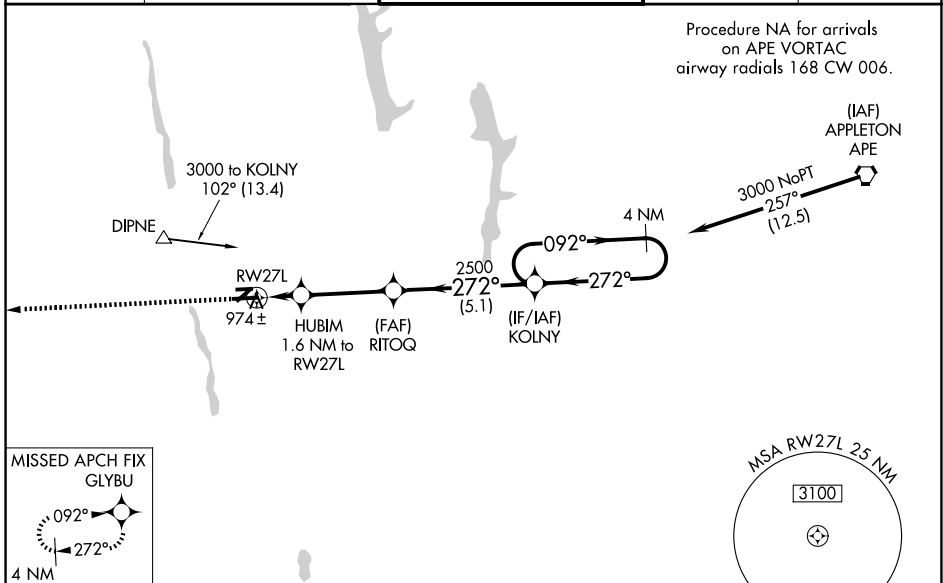 Procedure NA for arrivals
on APE VORTAC
airway radials 168 CW 006.
(IAF)
APPLETON
APE
3000 NoPT
257°
(12.5)
3000 to KOLNY
102° (13.4)
DIPNE
4 NM
092°
272°
2500
272°
(5.1)
RW27L
974±
HUBIM
1.6 NM to
RW27L
(FAF)
RITOQ
(IF/IAF)
KOLNY
MISSED APCH FIX
GLYBU
092°
272°
4 NM
MSA RW27L 25 NM
3100